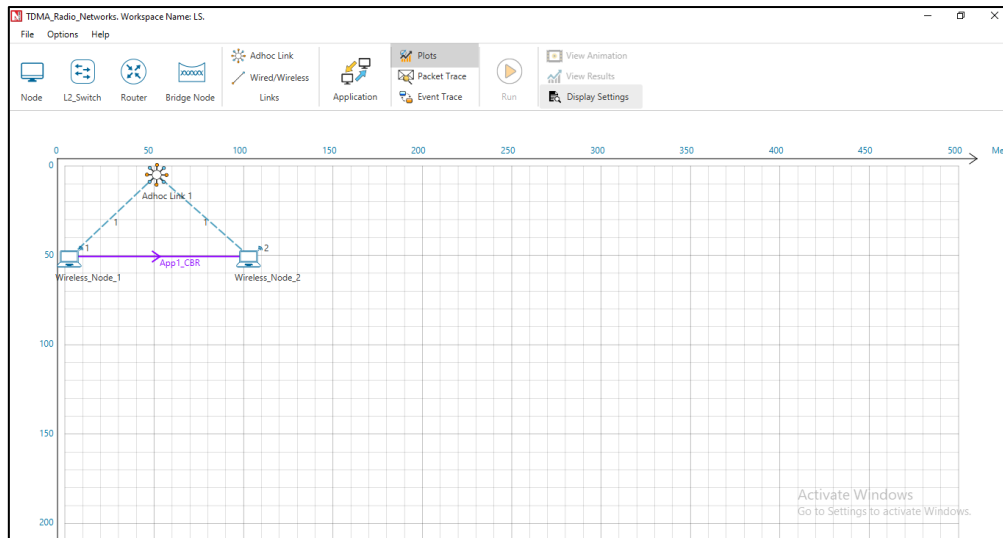 TDMA_Radio_Networks. Workspace Name: LS.
File Options Help
Node
L2_Switch
Router
Bridge Node
Adhoc Link
Wired/Wireless
Links
Application
Plots
Packet Trace
Event Trace
Run
View Animation
View Results
Display Settings
0 50 100 150 200 250 300 350 400 450 500 Me
0
Adhoc Link 1
1 1
1 2
50
App1_CBR
Wireless_Node_1 Wireless_Node_2
100
150
Activate Windows
Go to Settings to activate Windows.
200